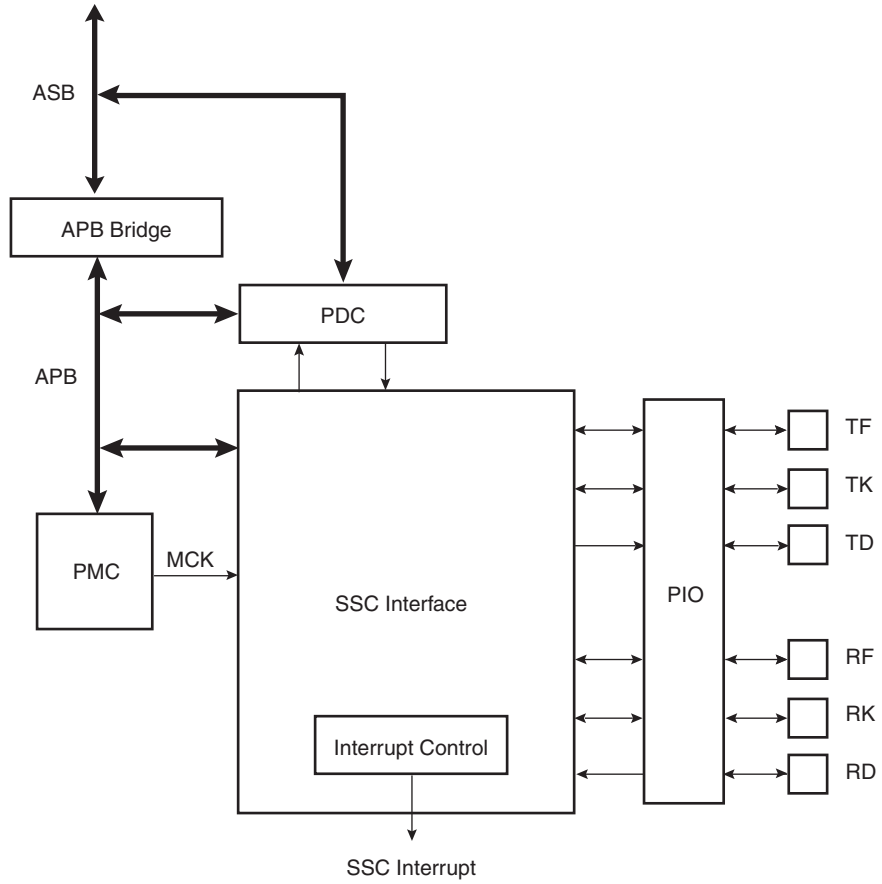 ASB
APB Bridge
PDC
APB
TF
TK
PMC
MCK
TD
SSC Interface
PIO
RF
RK
Interrupt Control
RD
SSC Interrupt